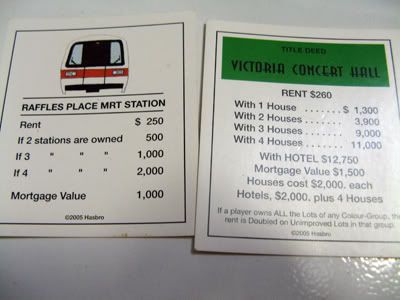 RAFFLES PLACE MRT STATION
Rent $ 250
If 2 stations are owned 500
If 3 " " " 1,000
If 4 " " " 2,000
Mortgage Value 1,000
©2005 Hasbro
TITLE DEED
VICTORIA CONCERT HALL
RENT $260
With 1 House ....... $ 1,300
With 2 Houses ....... 3,900
With 3 Houses ....... 9,000
With 4 Houses ....... 11,000
With HOTEL $12,750
Mortgage Value $1,500
Houses cost $2,000. each
Hotels, $2,000, plus 4 Houses
If a player owns ALL the Lots of any Colour-Group, the
rent is Doubled on Unimproved Lots in that group.
©2005 Hasbro